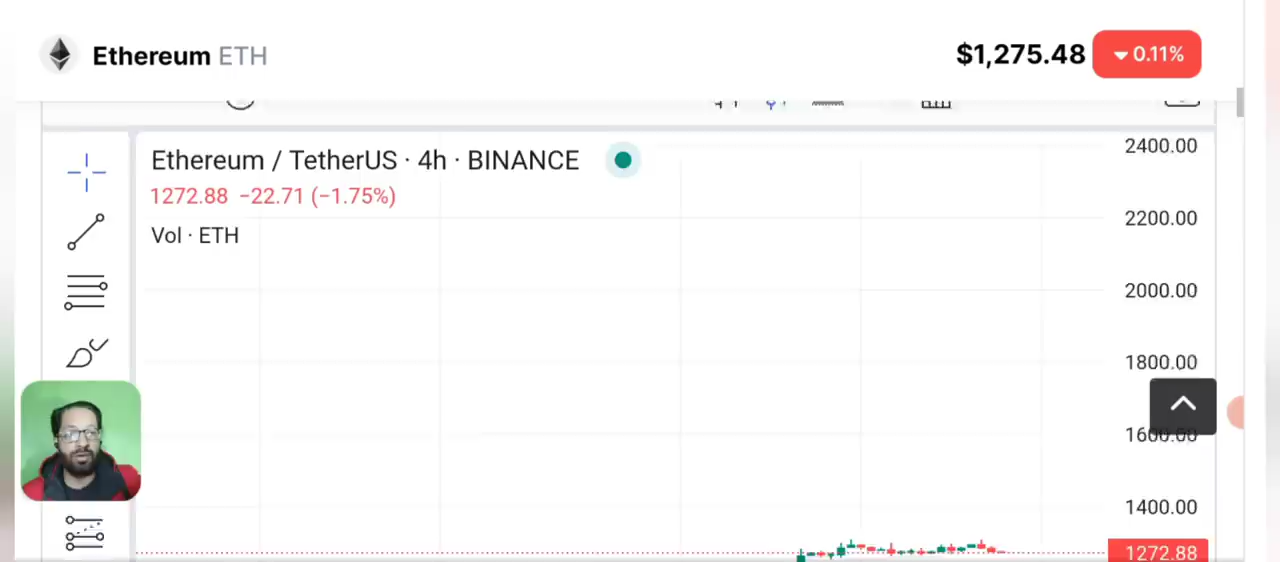 Ethereum ETH
$1,275.48
0.11%
Ethereum / TetherUS · 4h · BINANCE
1272.88 −22.71 (−1.75%)
Vol · ETH
2400.00
2200.00
2000.00
1800.00
1600.00
1400.00
1272.88